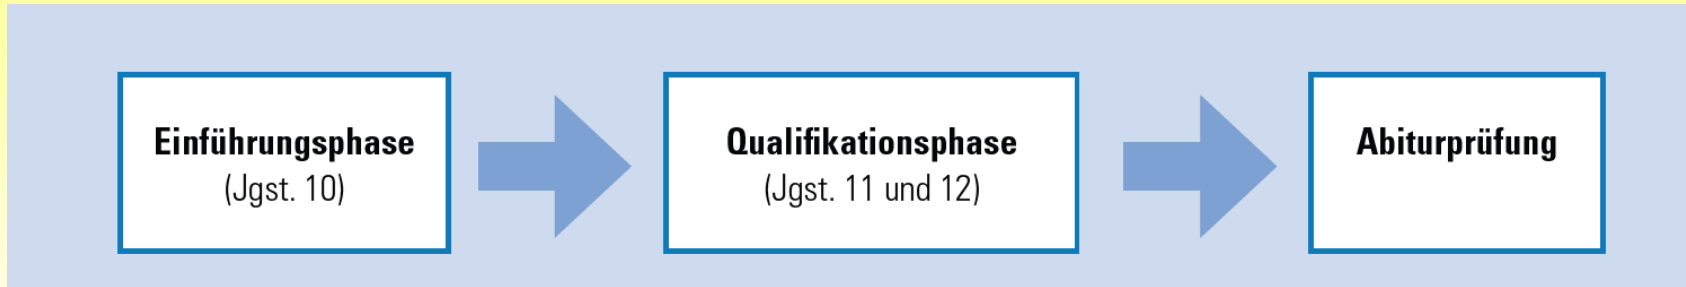 Einführungsphase
(Jgst. 10)
Qualifikationsphase
(Jgst. 11 und 12)
Abiturprüfung